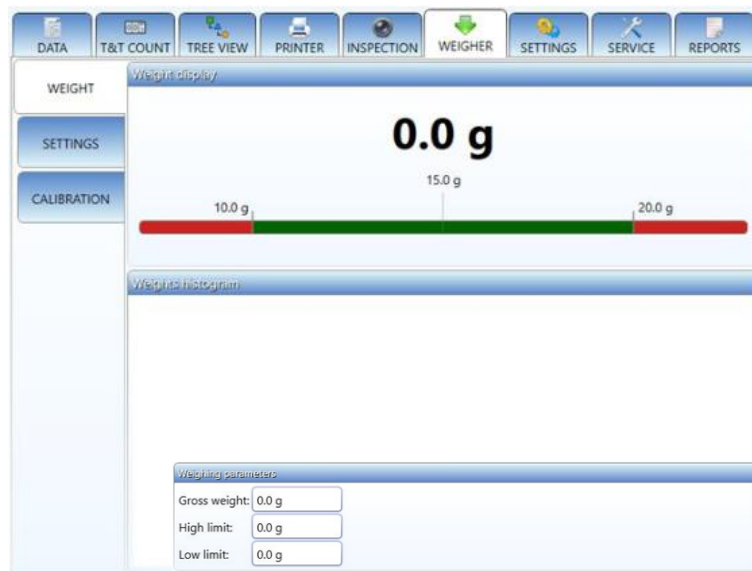 DATA T&T COUNT TREE VIEW PRINTER INSPECTION WEIGHER SETTINGS SERVICE REPORTS
WEIGHT
SETTINGS
CALIBRATION
Weight display
0.0 g
15.0 g
10.0 g 20.0 g
Weights histogram
Weighing parameters
Gross weight: 0.0 g
High limit: 0.0 g
Low limit: 0.0 g